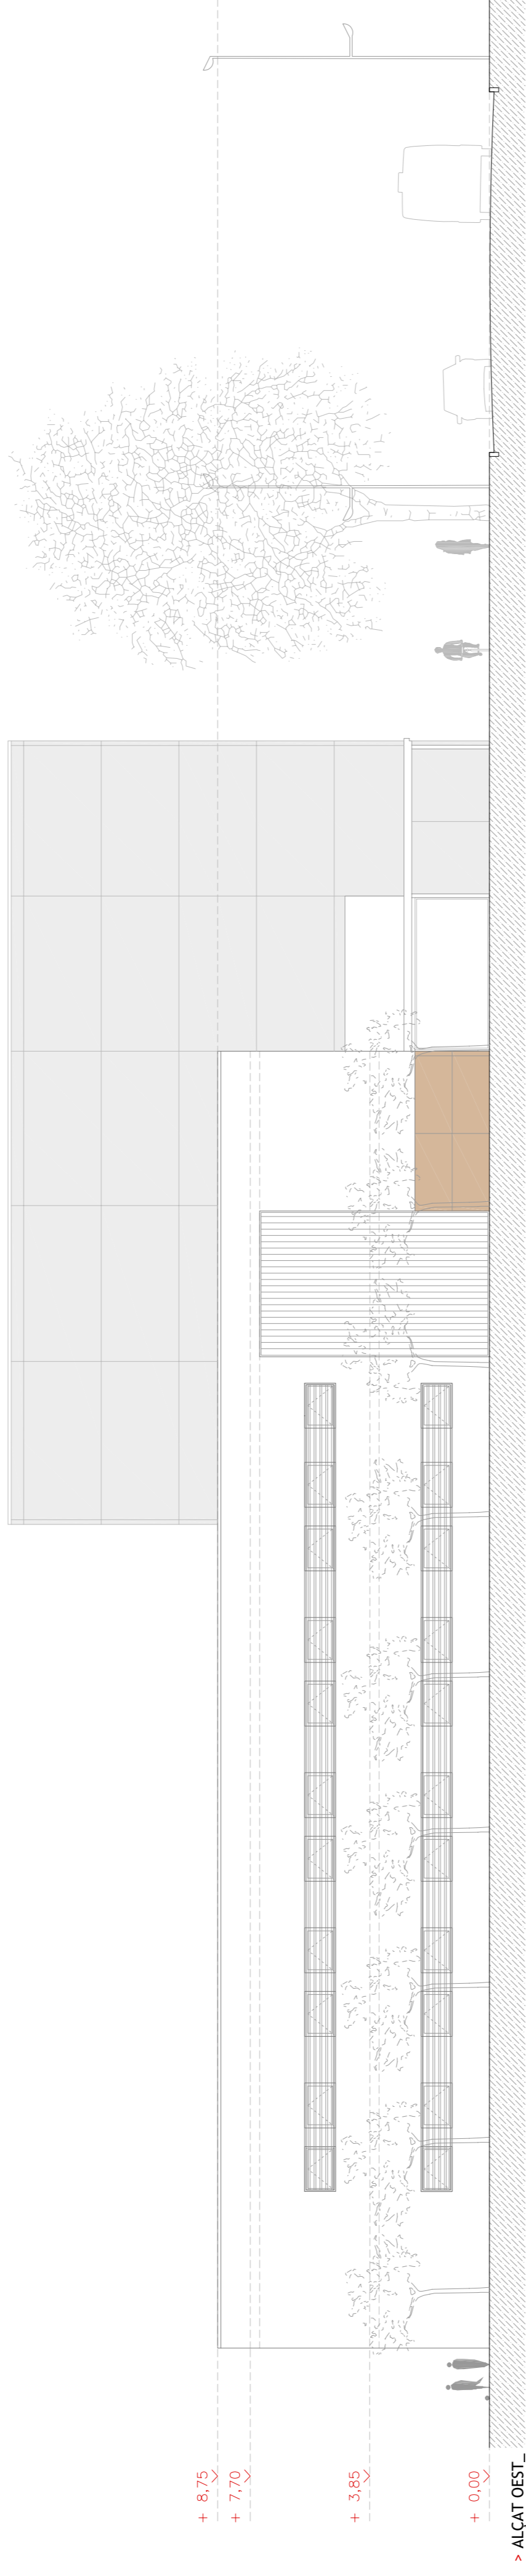 + 8,75
+ 7,70
+ 3,85
+ 0,00
> ALÇAT OEST_